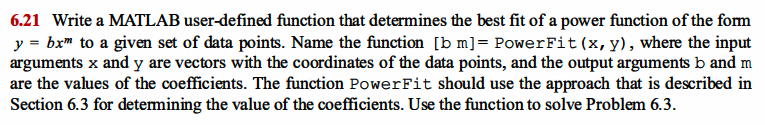 6.21 Write a MATLAB user-defined function that determines the best fit of a power function of the form
y = bxᵐ to a given set of data points. Name the function [b m]= PowerFit(x,y), where the input
arguments x and y are vectors with the coordinates of the data points, and the output arguments b and m
are the values of the coefficients. The function PowerFit should use the approach that is described in
Section 6.3 for determining the value of the coefficients. Use the function to solve Problem 6.3.